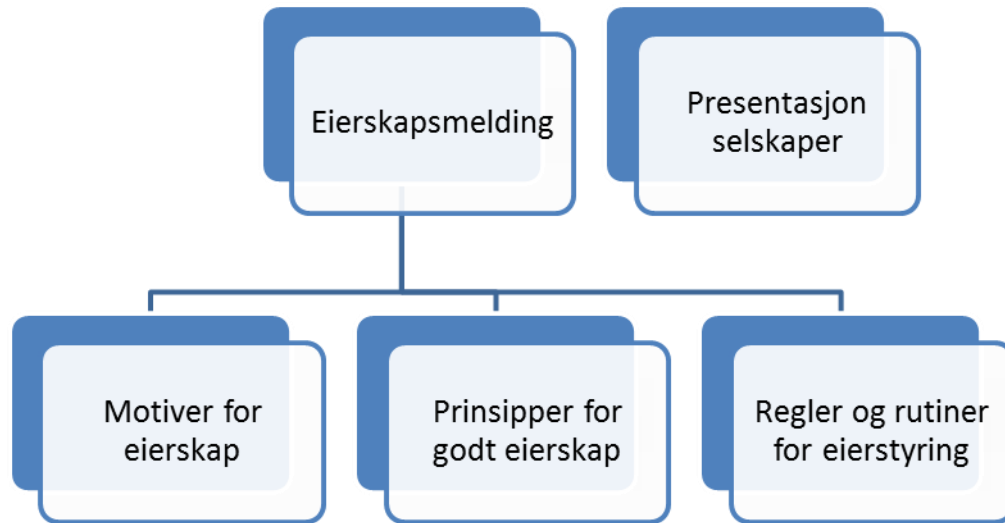 Eierskapsmelding
Presentasjon
selskaper
Motiver for
eierskap
Prinsipper for
godt eierskap
Regler og rutiner
for eierstyring